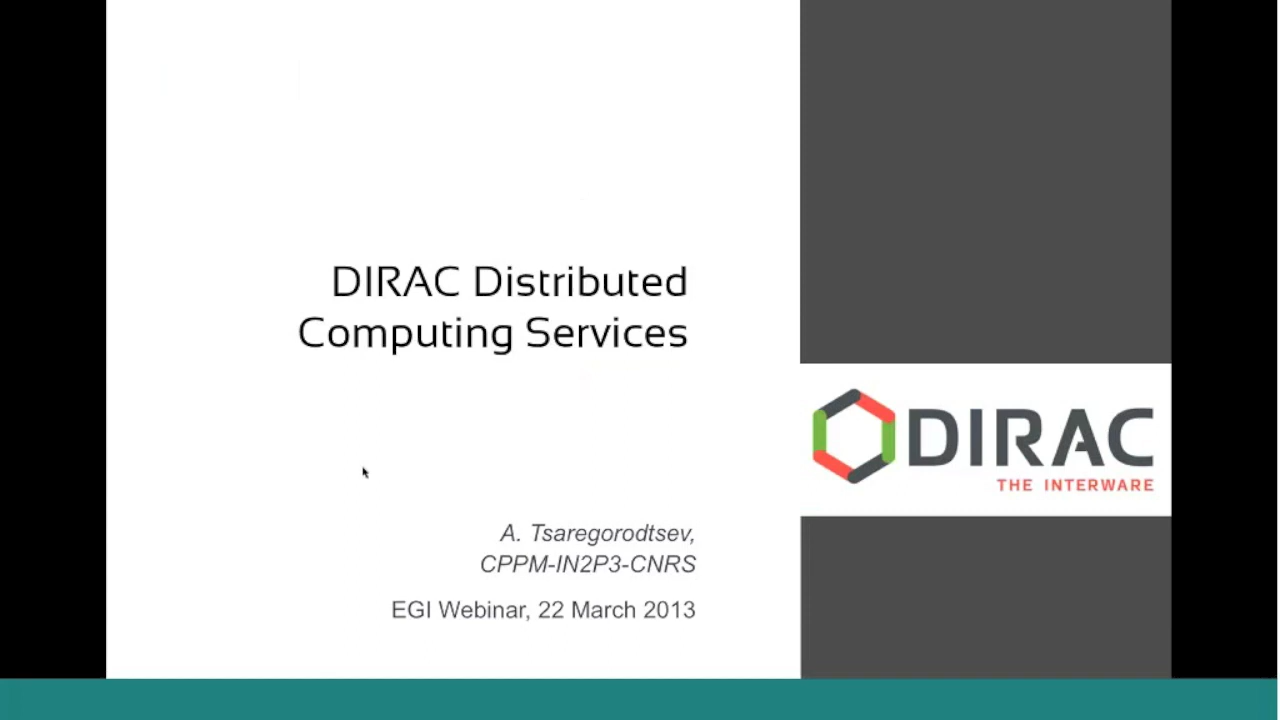 DIRAC Distributed
Computing Services
DIRAC
THE INTERWARE
A. Tsaregorodtsev,
CPPM-IN2P3-CNRS
EGI Webinar, 22 March 2013